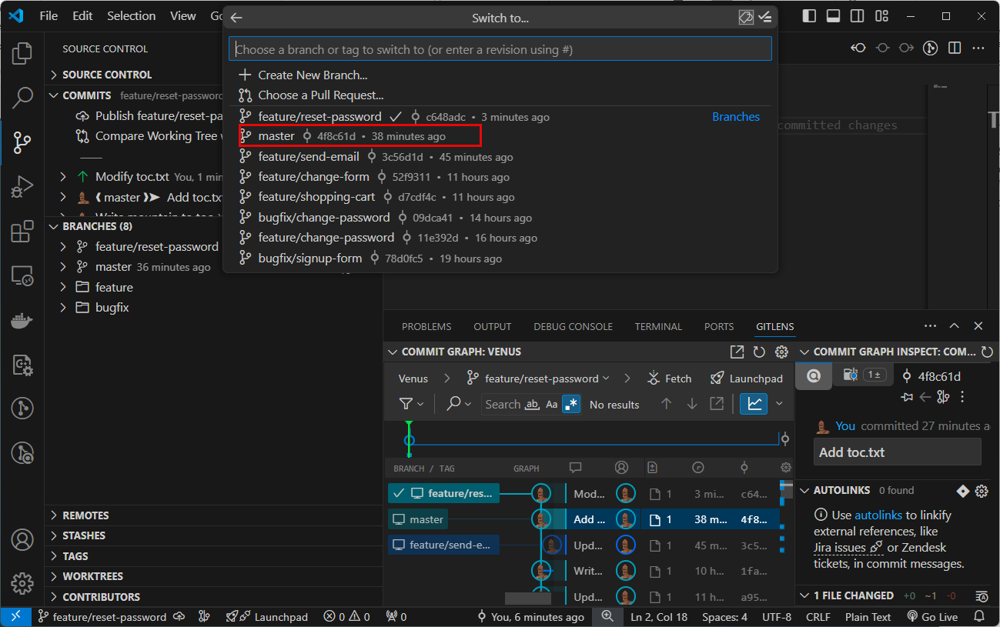 File Edit Selection View Go
Switch to...
Choose a branch or tag to switch to (or enter a revision using #)
Create New Branch...
Choose a Pull Request...
feature/reset-password c648adc • 3 minutes ago Branches
master 4f8c61d • 38 minutes ago
feature/send-email 3c56d1d • 45 minutes ago
feature/change-form 52f9311 • 11 hours ago
feature/shopping-cart d7cdf4c • 11 hours ago
bugfix/change-password 09dca41 • 14 hours ago
feature/change-password 11e392d • 16 hours ago
bugfix/signup-form 78d0fc5 • 19 hours ago
SOURCE CONTROL
SOURCE CONTROL
COMMITS feature/reset-password
Publish feature/reset-pa
Compare Working Tree
Modify toc.txt You, 1 min
master Add toc.tx
Write mountain to toc
BRANCHES (8)
feature/reset-password
master 36 minutes ago
feature
bugfix
REMOTES
STASHES
TAGS
WORKTREES
CONTRIBUTORS
committed changes
PROBLEMS OUTPUT DEBUG CONSOLE TERMINAL PORTS GITLENS
COMMIT GRAPH: VENUS
Venus feature/reset-password Fetch Launchpad
Search ab, Aa .* No results
BRANCH / TAG GRAPH
feature/res... Mod... 1 3 mi... c64...
master Add ... 1 38 m... 4f8...
feature/send-e... Upd... 1 45 m... 3c5...
Writ... 1 10 h... 1fa...
Upd... 1 11 h... a95...
COMMIT GRAPH INSPECT: COM...
1 ± 4f8c61d
You committed 27 minutes a
Add toc.txt
AUTOLINKS 0 found
Use autolinks to linkify
external references, like
Jira issues or Zendesk
tickets, in commit messages.
1 FILE CHANGED +0 ~1 -0
feature/reset-password Launchpad 0 0 0 You, 6 minutes ago Ln 2, Col 18 Spaces: 4 UTF-8 CRLF Plain Text Go Live